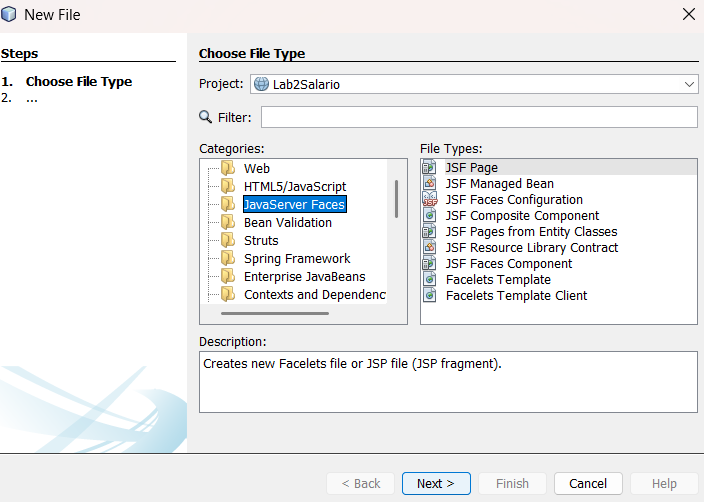 New File
Steps
1. Choose File Type
2. ...
Choose File Type
Project: Lab2Salario
Filter:
Categories:
Web
HTML5/JavaScript
JavaServer Faces
Bean Validation
Struts
Spring Framework
Enterprise JavaBeans
Contexts and Dependenc
File Types:
JSF Page
JSF Managed Bean
JSF Faces Configuration
JSF Composite Component
JSF Pages from Entity Classes
JSF Resource Library Contract
JSF Faces Component
Facelets Template
Facelets Template Client
Description:
Creates new Facelets file or JSP file (JSP fragment).
< Back Next > Finish Cancel Help